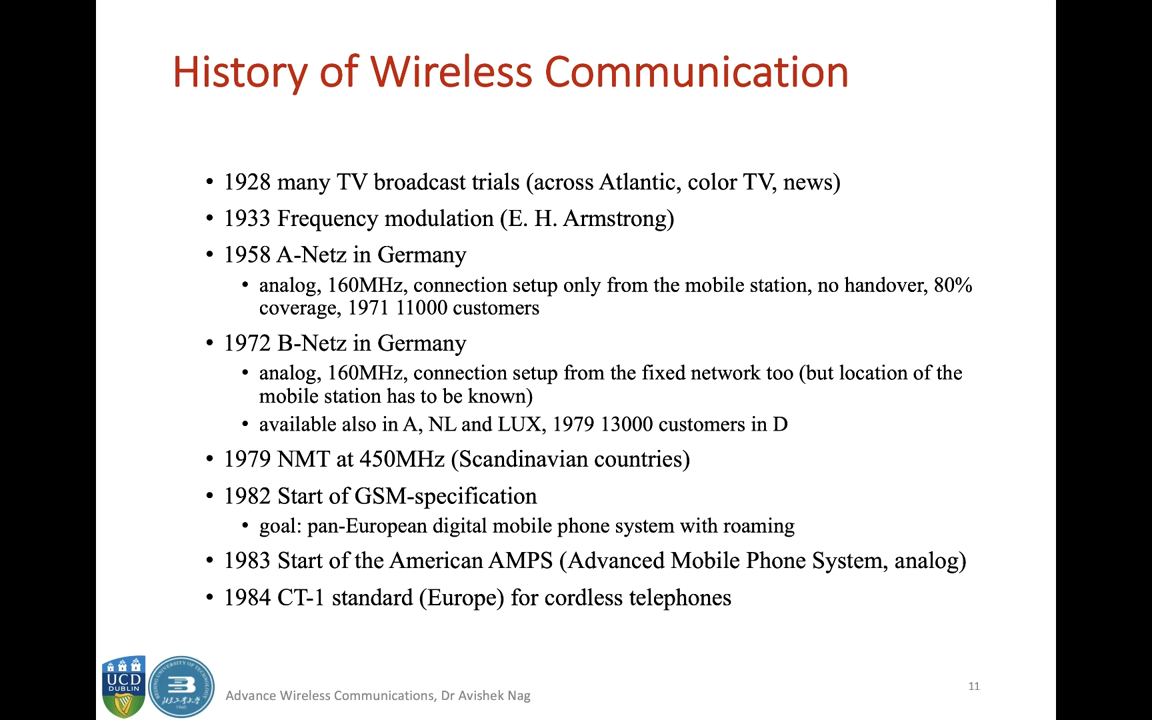 History of Wireless Communication
• 1928 many TV broadcast trials (across Atlantic, color TV, news)
• 1933 Frequency modulation (E. H. Armstrong)
• 1958 A-Netz in Germany
• analog, 160MHz, connection setup only from the mobile station, no handover, 80%
coverage, 1971 11000 customers
• 1972 B-Netz in Germany
• analog, 160MHz, connection setup from the fixed network too (but location of the
mobile station has to be known)
• available also in A, NL and LUX, 1979 13000 customers in D
• 1979 NMT at 450MHz (Scandinavian countries)
• 1982 Start of GSM-specification
• goal: pan-European digital mobile phone system with roaming
• 1983 Start of the American AMPS (Advanced Mobile Phone System, analog)
• 1984 CT-1 standard (Europe) for cordless telephones
UCD
DUBLIN
Advance Wireless Communications, Dr Avishek Nag
11